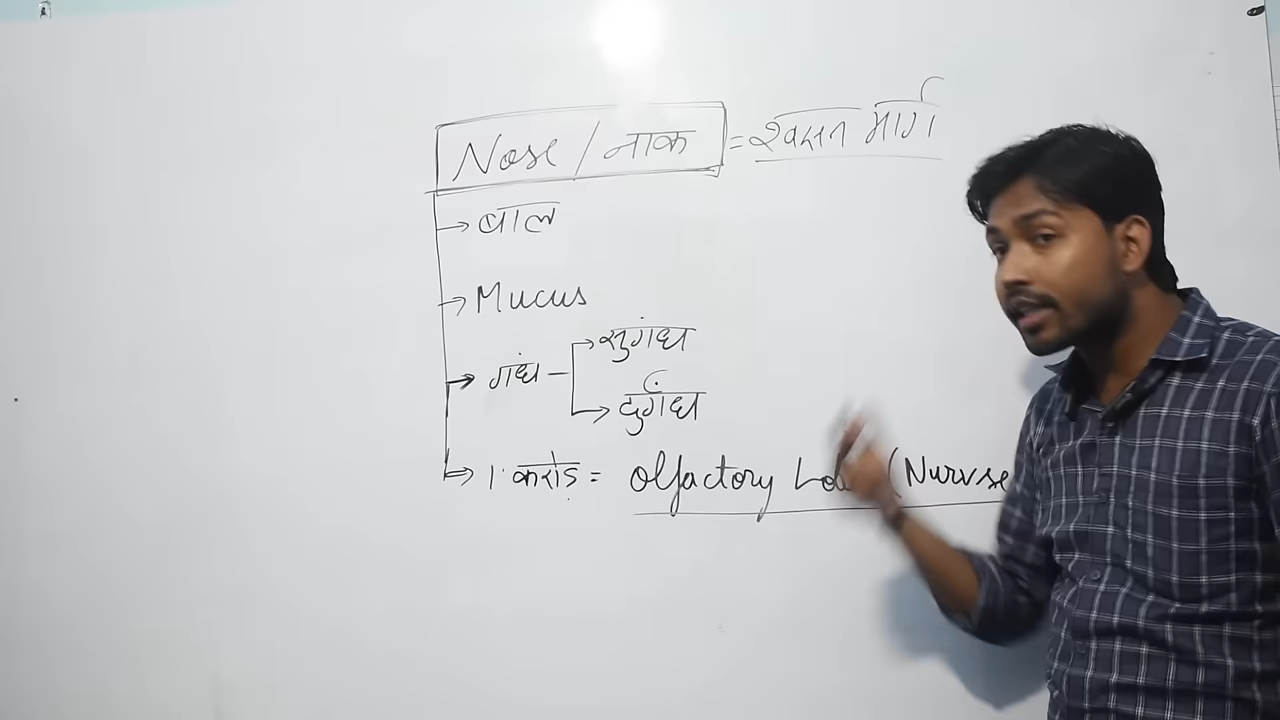 Nose / नाक = श्वसन मार्ग
→ बाल
→ Mucus
→ गंध → सुगंध
→ दुर्गंध
→ 1 करोड़ = Olfactory (Nurvse